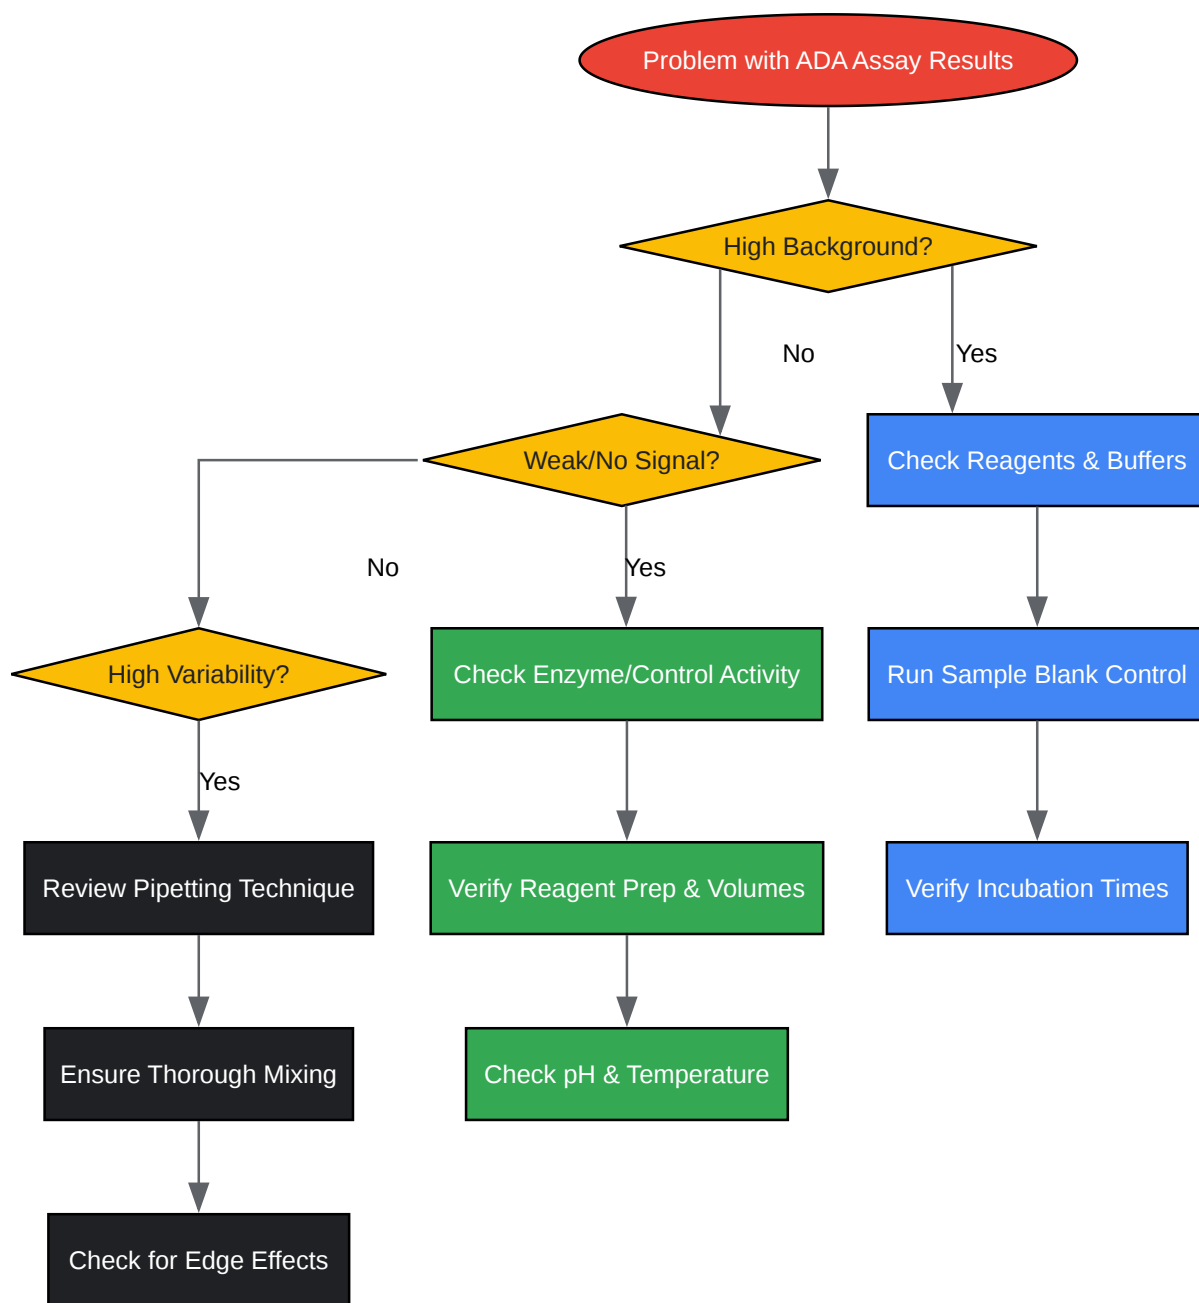 Problem with ADA Assay Results
High Background?
No
Yes
Weak/No Signal?
Check Reagents & Buffers
No
Yes
High Variability?
Check Enzyme/Control Activity
Run Sample Blank Control
Yes
Review Pipetting Technique
Verify Reagent Prep & Volumes
Verify Incubation Times
Ensure Thorough Mixing
Check pH & Temperature
Check for Edge Effects